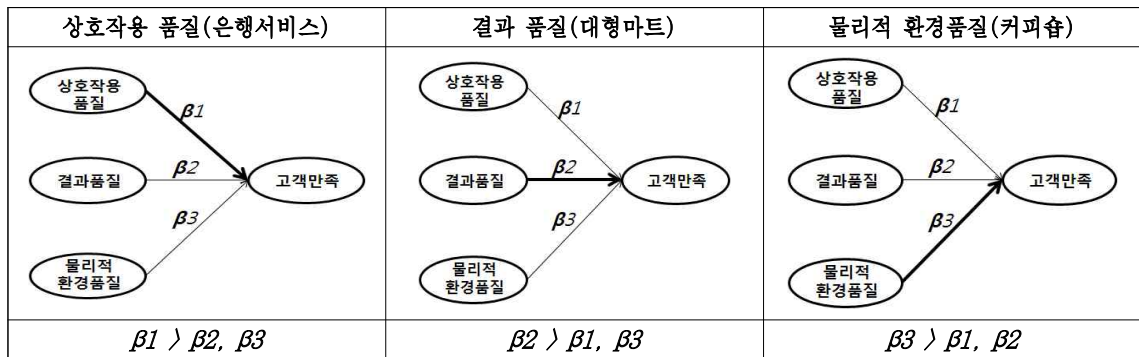 상호작용 품질(은행서비스)
상호작용
품질
β1
결과품질
β2
고객만족
β3
물리적
환경품질
β1 > β2, β3
결과 품질(대형마트)
상호작용
품질
β1
결과품질
β2
고객만족
β3
물리적
환경품질
β2 > β1, β3
물리적 환경품질(커피숍)
상호작용
품질
β1
결과품질
β2
고객만족
β3
물리적
환경품질
β3 > β1, β2